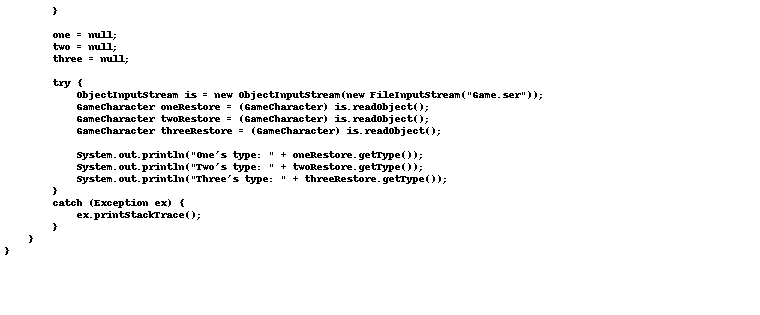 }

        one = null;
        two = null;
        three = null;

        try {
            ObjectInputStream is = new ObjectInputStream(new FileInputStream("Game.ser"));
            GameCharacter oneRestore = (GameCharacter) is.readObject();
            GameCharacter twoRestore = (GameCharacter) is.readObject();
            GameCharacter threeRestore = (GameCharacter) is.readObject();

            System.out.println("One's type: " + oneRestore.getType());
            System.out.println("Two's type: " + twoRestore.getType());
            System.out.println("Three's type: " + threeRestore.getType());
        }
        catch (Exception ex) {
            ex.printStackTrace();
        }
    }
}